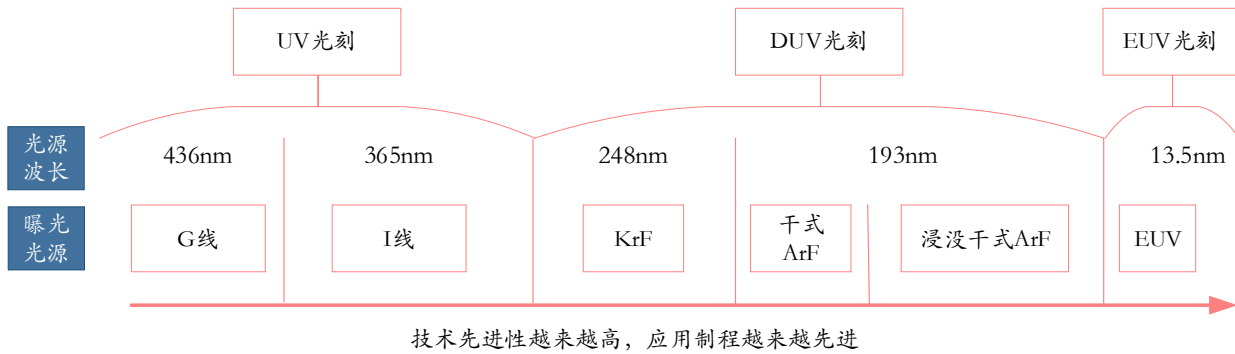 UV光刻
DUV光刻
EUV光刻
光源
波长
436nm
365nm
248nm
193nm
13.5nm
曝光
光源
G线
I线
KrF
干式
ArF
浸没干式ArF
EUV
技术先进性越来越高，应用制程越来越先进